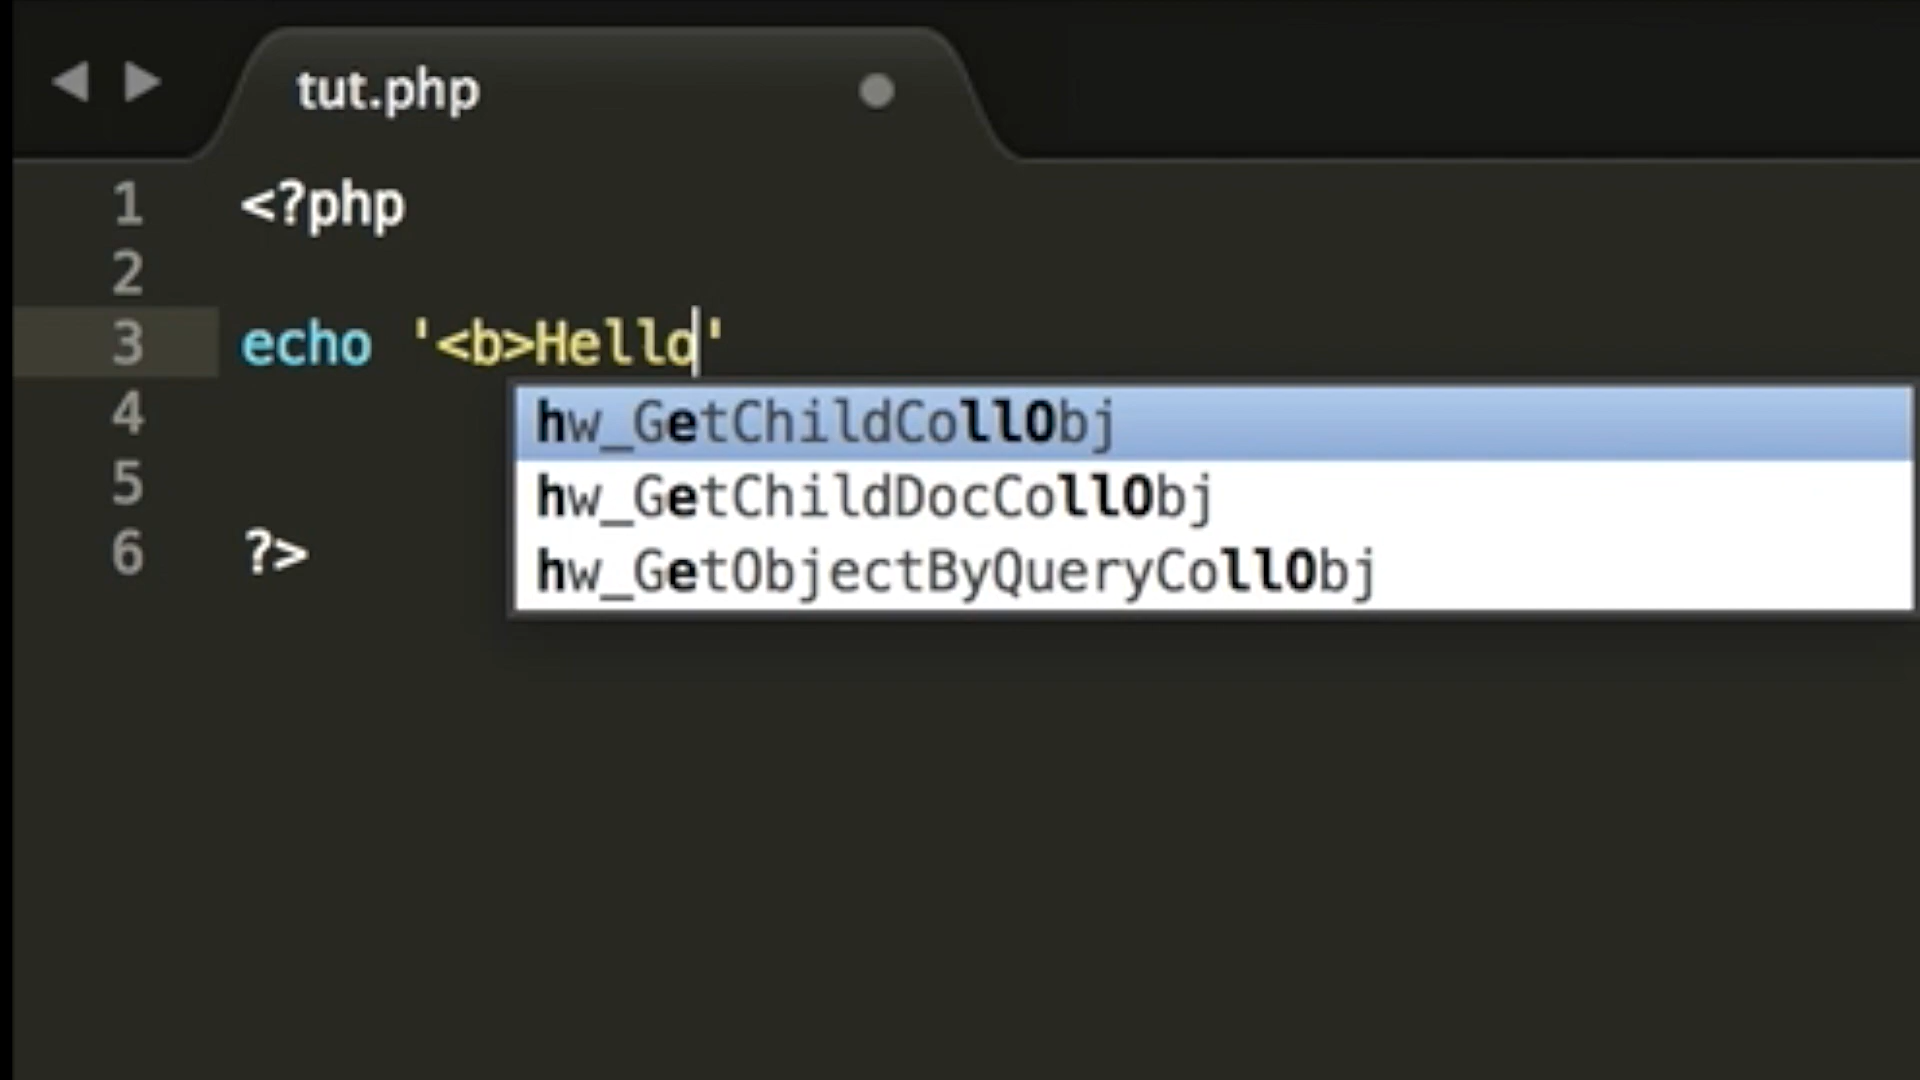 tut.php
1 <?php
2
3 echo '<b>Hello'
4
5
6 ?>
hw_GetChildCollObj
hw_GetChildDocCollObj
hw_GetObjectByQueryCollObj